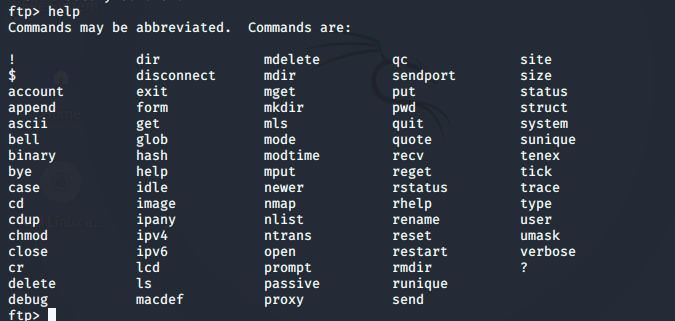 ftp> help
Commands may be abbreviated.  Commands are:
!               dir             mdelete         qc              site
$               disconnect      mdir            sendport        size
account         exit            mget            put             status
append          form            mkdir           pwd             struct
ascii           get             mls             quit            system
bell            glob            mode            quote           sunique
binary          hash            modtime         recv            tenex
bye             help            mput            reget           tick
case            idle            newer           rstatus         trace
cd              image           nmap            rhelp           type
cdup            ipany           nlist           rename          user
chmod           ipv4            ntrans          reset           umask
close           ipv6            open            restart         verbose
cr              lcd             prompt          rmdir           ?
delete          ls              passive         runique
debug           macdef          proxy           send
ftp>